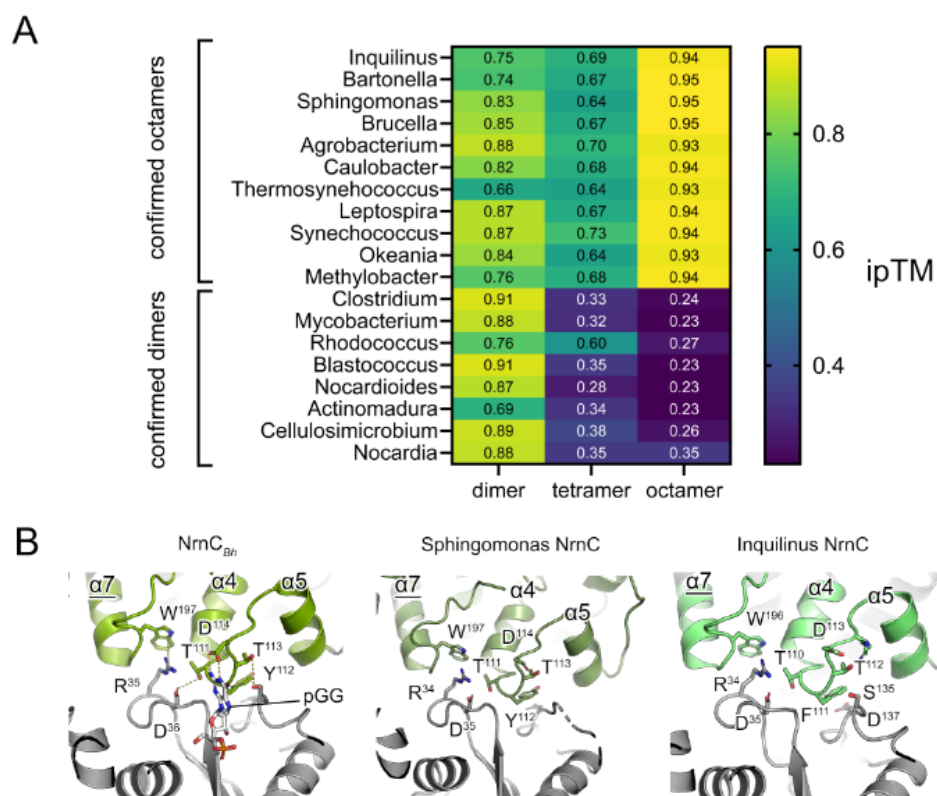 A
confirmed octamers
confirmed dimers
Inquilinus 0.75 0.69 0.94
Bartonella 0.74 0.67 0.95
Sphingomonas 0.83 0.64 0.95
Brucella 0.85 0.67 0.95
Agrobacterium 0.88 0.70 0.93
Caulobacter 0.82 0.68 0.94
Thermosynehococcus 0.66 0.64 0.93
Leptospira 0.87 0.67 0.94
Synechococcus 0.87 0.73 0.94
Okeania 0.84 0.64 0.93
Methylobacter 0.76 0.68 0.94
Clostridium 0.91 0.33 0.24
Mycobacterium 0.88 0.32 0.23
Rhodococcus 0.76 0.60 0.27
Blastococcus 0.91 0.35 0.23
Nocardioides 0.87 0.28 0.23
Actinomadura 0.69 0.34 0.23
Cellulosimicrobium 0.89 0.38 0.26
Nocardia 0.88 0.35 0.35
dimer tetramer octamer
0.8
0.6
0.4
ipTM
B
NrnC_Bh
α7 α4 α5
W197
D114
T111 T113
Y112
R35
pGG
D36
Sphingomonas NrnC
α4
α5
W197
D114
T111 T113
R34
D35 Y112
Inquilinus NrnC
α7 α4 α5
W196
D113
T110 T112
R34
S135
D35 F111 D137